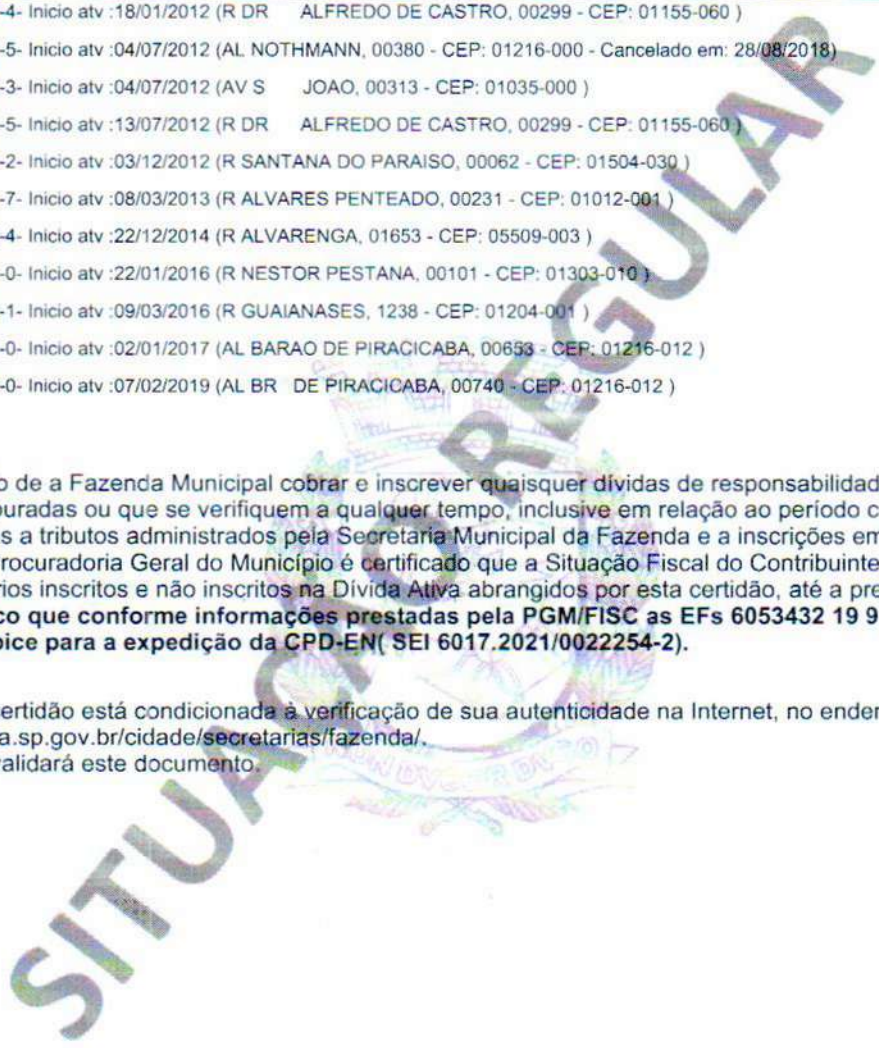 -4- Inicio atv :18/01/2012 (R DR ALFREDO DE CASTRO, 00299 - CEP: 01155-060 )
-5- Inicio atv :04/07/2012 (AL NOTHMANN, 00380 - CEP: 01216-000 - Cancelado em: 28/08/2018)
-3- Inicio atv :04/07/2012 (AV S JOAO, 00313 - CEP: 01035-000 )
-5- Inicio atv :13/07/2012 (R DR ALFREDO DE CASTRO, 00299 - CEP: 01155-060 )
-2- Inicio atv :03/12/2012 (R SANTANA DO PARAISO, 00062 - CEP: 01504-030 )
-7- Inicio atv :08/03/2013 (R ALVARES PENTEADO, 00231 - CEP: 01012-001 )
-4- Inicio atv :22/12/2014 (R ALVARENGA, 01653 - CEP: 05509-003 )
-0- Inicio atv :22/01/2016 (R NESTOR PESTANA, 00101 - CEP: 01303-010 )
-1- Inicio atv :09/03/2016 (R GUAIANASES, 1238 - CEP: 01204-001 )
-0- Inicio atv :02/01/2017 (AL BARAO DE PIRACICABA, 00653 - CEP: 01216-012 )
-0- Inicio atv :07/02/2019 (AL BR DE PIRACICABA, 00740 - CEP: 01216-012 )
o de a Fazenda Municipal cobrar e inscrever quaisquer dívidas de responsabilidad
ouradas ou que se verifiquem a qualquer tempo, inclusive em relação ao período c
s a tributos administrados pela Secretaria Municipal da Fazenda e a inscrições em
rocuradoria Geral do Município é certificado que a Situação Fiscal do Contribuinte
rios inscritos e não inscritos na Dívida Ativa abrangidos por esta certidão, até a pre
co que conforme informações prestadas pela PGM/FISC as EFs 6053432 19 9
pice para a expedição da CPD-EN( SEI 6017.2021/0022254-2).
ertidão está condicionada à verificação de sua autenticidade na Internet, no ender
a.sp.gov.br/cidade/secretarias/fazenda/.
validará este documento.
SITUAÇÃO REGULAR
NON DVCOR DVCO